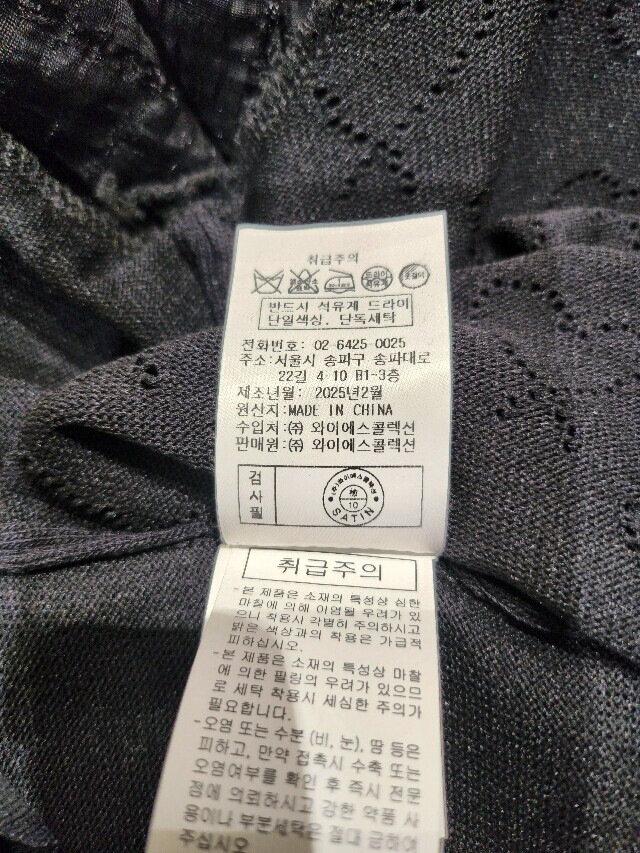 취급주의
드라이
석유계
반드시 석유계 드라이
단일색상. 단독세탁
전화번호: 02-6425-0025
주소:서울시 송파구 송파대로
22길 4-10 B1-3층
제조년월: 2025년2월
원산지:MADE IN CHINA
수입처:㈜ 와이에스콜렉션
판매원:㈜ 와이에스콜렉션
검사필
(주)와이에스콜렉션
10
SATIN
취급주의
-본 제품은 소재의 특성상 심한
마찰에 의해 이염될 우려가 있
으니 착용시 각별히 주의하시고
밝은 색상과의 착용은 가급적
피하십시오.
-본 제품은 소재의 특성상 마찰
에 의한 필링의 우려가 있으므
로 세탁 착용시 세심한 주의가
필요합니다.
-오염 또는 수분 (비, 눈), 땀 등은
피하고, 만약 접촉시 수축 또는
오염여부를 확인 후 즉시 전문
점에 의뢰하시고 강한 약품 사
용이나 부분세탁은 절대 금하여
주십시오